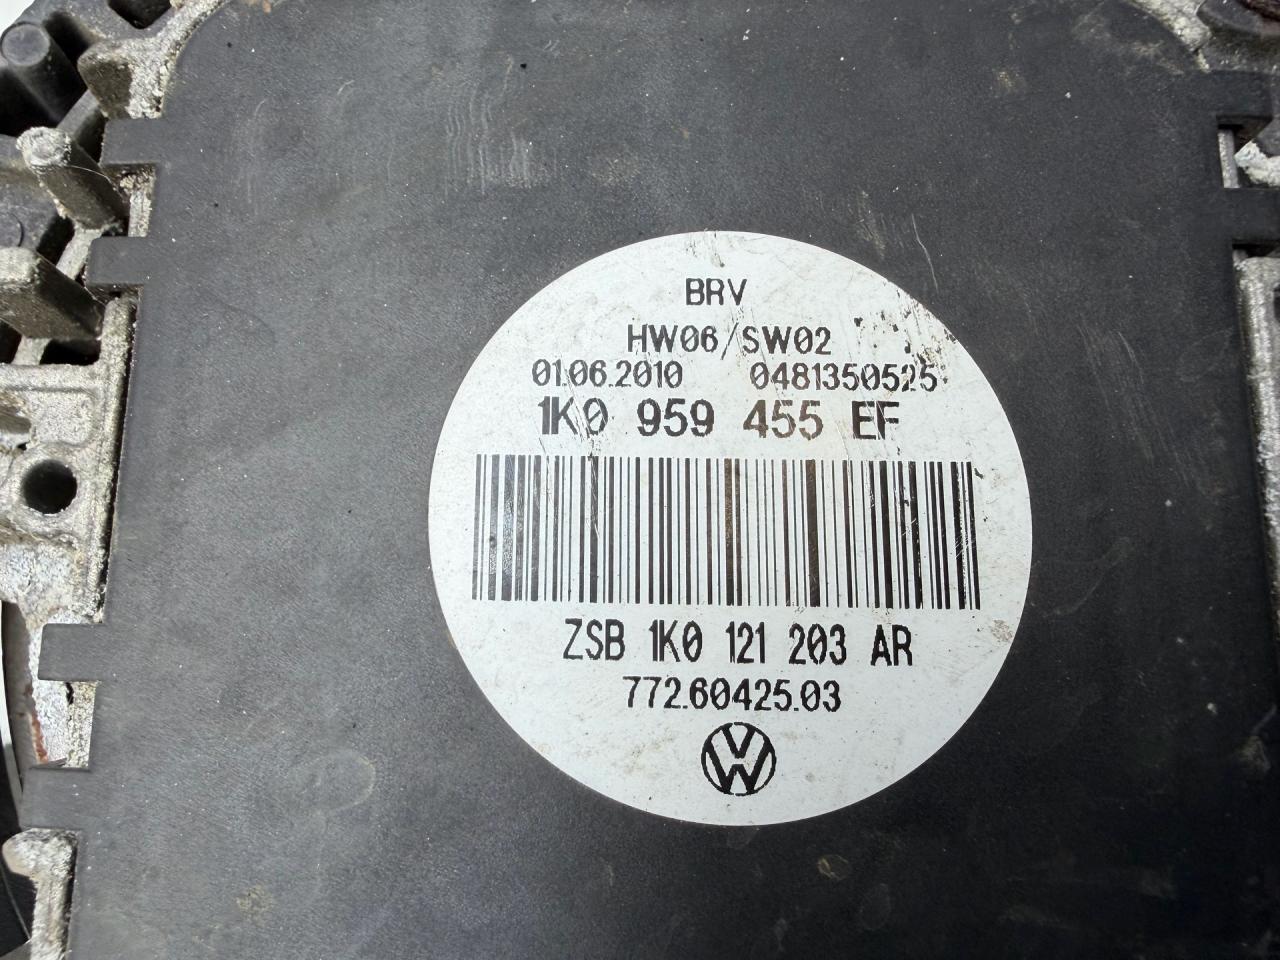 BRV
HW06/SW02
01.06.2010 0481350525
1K0 959 455 EF
ZSB 1K0 121 203 AR
772.60425.03